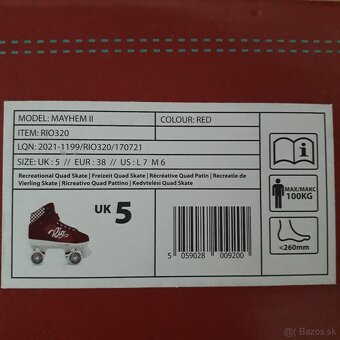 MODEL: MAYHEM II
COLOUR: RED
ITEM: RIO320
LQN: 2021-1199/RIO320/170721
SIZE: UK : 5 // EUR : 38 // US : L 7 M 6
Recreational Quad Skate | Freizeit Quad Skate | Récréative Quad Patin | Recreatie de
Vierling Skate | Ricreativo Quad Pattino | Kedvtelési Quad Skate
UK 5
5 059028 009200
MAX/MAKC
100KG
<260mm
© Bazos.sk